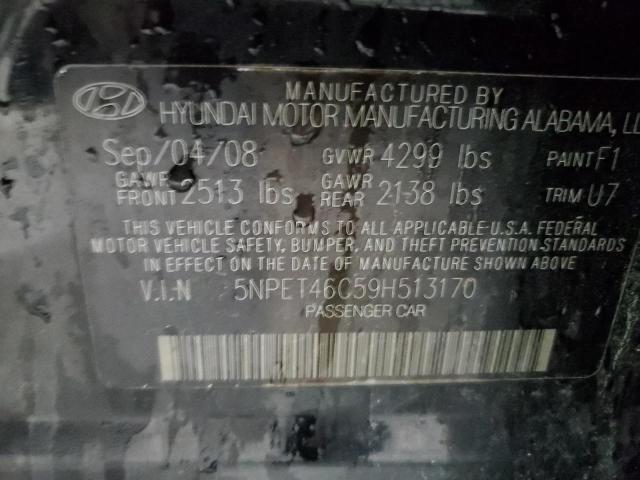 MANUFACTURED BY
HYUNDAI MOTOR MANUFACTURING ALABAMA, LL
Sep/04/08 GVWR 4299 lbs PAINT F1
GAWR FRONT 2513 lbs GAWR REAR 2138 lbs TRIM U7
THIS VEHICLE CONFORMS TO ALL APPLICABLE U.S.A. FEDERAL
MOTOR VEHICLE SAFETY, BUMPER, AND THEFT PREVENTION STANDARDS
IN EFFECT ON THE DATE OF MANUFACTURE SHOWN ABOVE.
V.I.N 5NPET46C59H513170
PASSENGER CAR